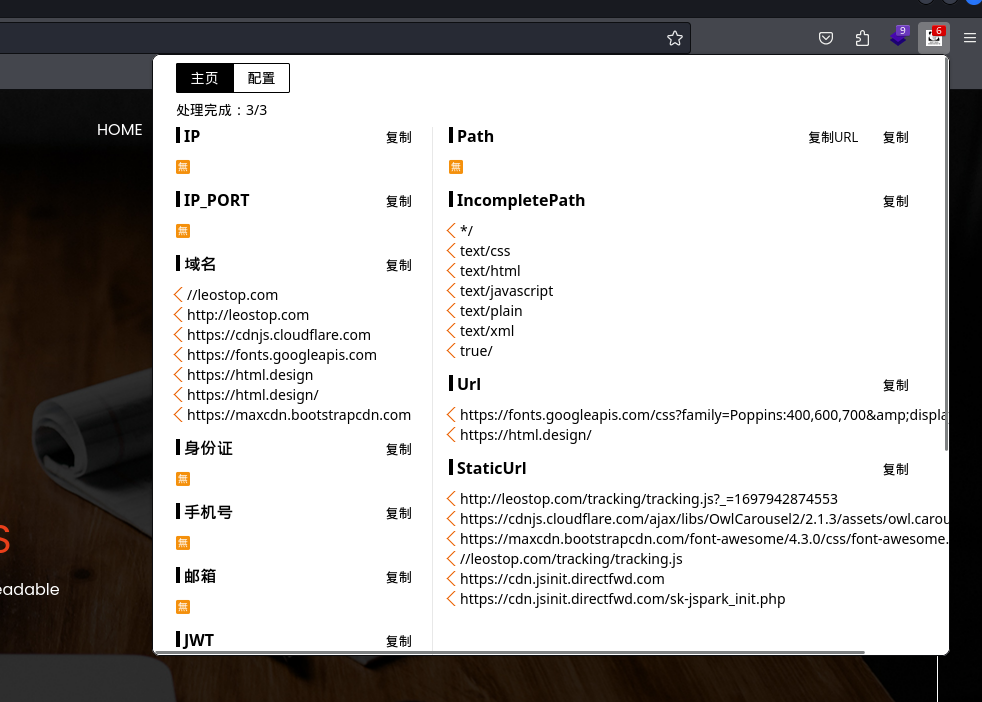 9
6
主页
配置
处理完成：3/3
HOME
IP
复制
無
IP_PORT
复制
無
域名
复制
//leostop.com
http://leostop.com
https://cdnjs.cloudflare.com
https://fonts.googleapis.com
https://html.design
https://html.design/
https://maxcdn.bootstrapcdn.com
身份证
复制
無
手机号
复制
無
邮箱
复制
無
JWT
复制
Path
复制URL
复制
無
IncompletePath
复制
*/
text/css
text/html
text/javascript
text/plain
text/xml
true/
Url
复制
https://fonts.googleapis.com/css?family=Poppins:400,600,700&amp;displa
https://html.design/
StaticUrl
复制
http://leostop.com/tracking/tracking.js?_=1697942874553
https://cdnjs.cloudflare.com/ajax/libs/OwlCarousel2/2.1.3/assets/owl.carou
https://maxcdn.bootstrapcdn.com/font-awesome/4.3.0/css/font-awesome.
//leostop.com/tracking/tracking.js
https://cdn.jsinit.directfwd.com
https://cdn.jsinit.directfwd.com/sk-jspark_init.php
S
eadable